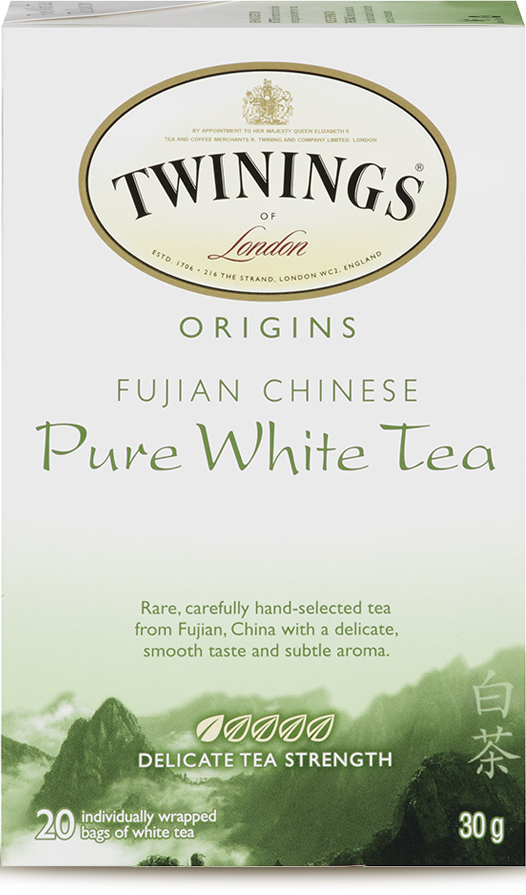 BY APPOINTMENT TO HER MAJESTY QUEEN ELIZABETH II
TEA AND COFFEE MERCHANTS R. TWINING AND COMPANY LIMITED. LONDON
TWININGS®
OF
London
ESTD. 1706 • 216 THE STRAND, LONDON WC2, ENGLAND
ORIGINS
FUJIAN CHINESE
Pure White Tea
Rare, carefully hand-selected tea
from Fujian, China with a delicate,
smooth taste and subtle aroma.
白
茶
DELICATE TEA STRENGTH
20 individually wrapped
bags of white tea
30 g